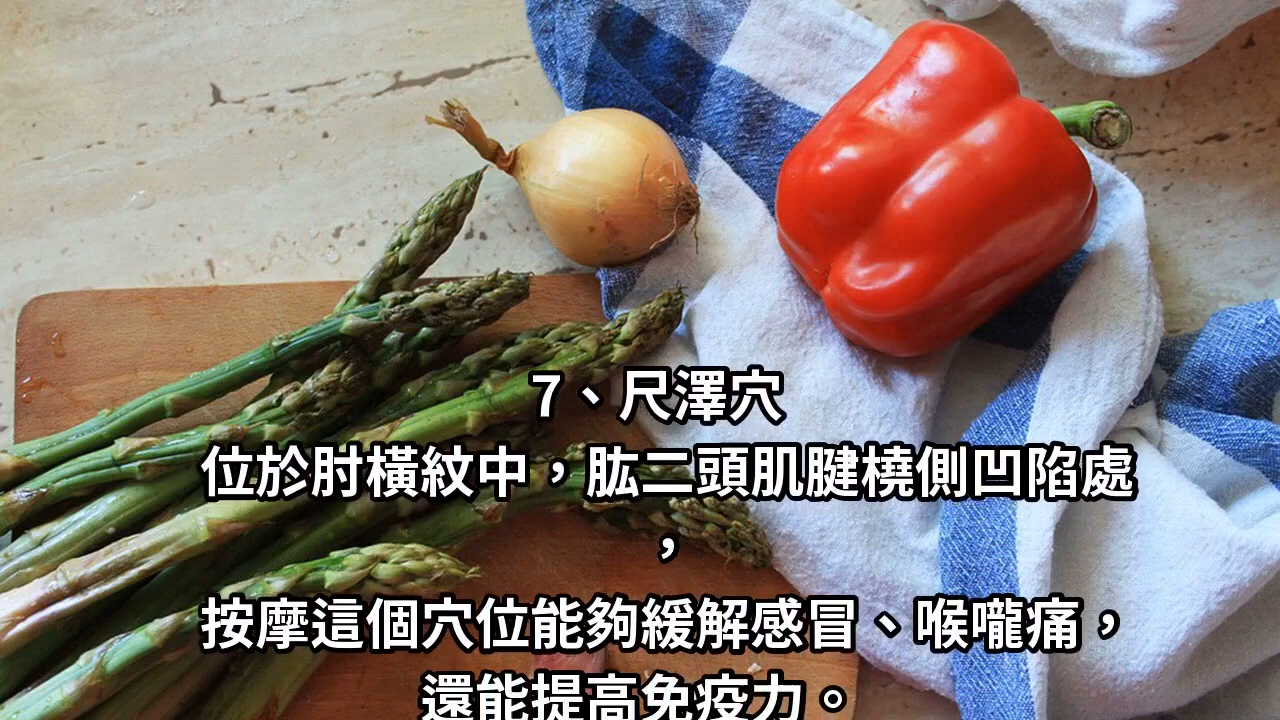 7、尺澤穴
位於肘橫紋中，肱二頭肌腱橈側凹陷處
，
按摩這個穴位能夠緩解感冒、喉嚨痛，
還能提高免疫力。